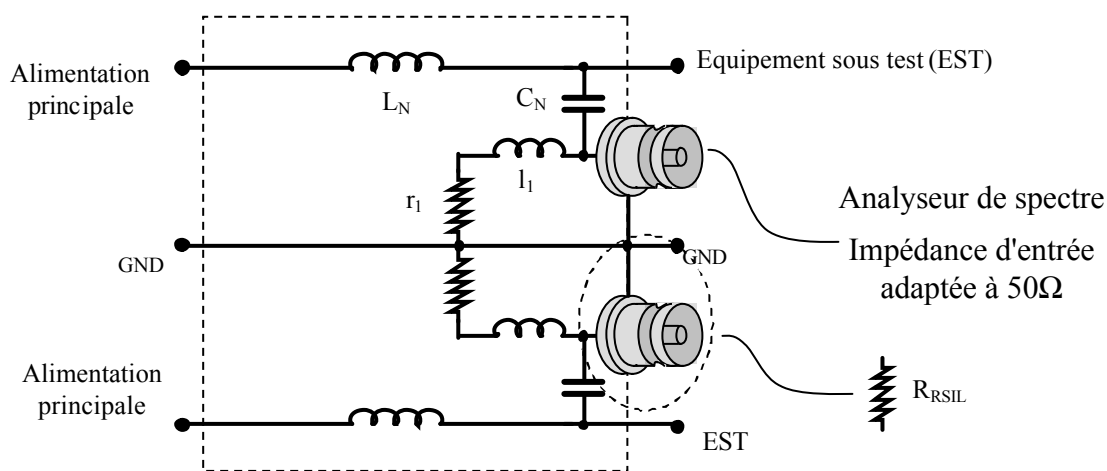 Alimentation
principale
L_N
C_N
Equipement sous test (EST)
l_1
r_1
Analyseur de spectre
Impédance d'entrée
adaptée à 50Ω
GND
GND
Alimentation
principale
EST
R_RSIL